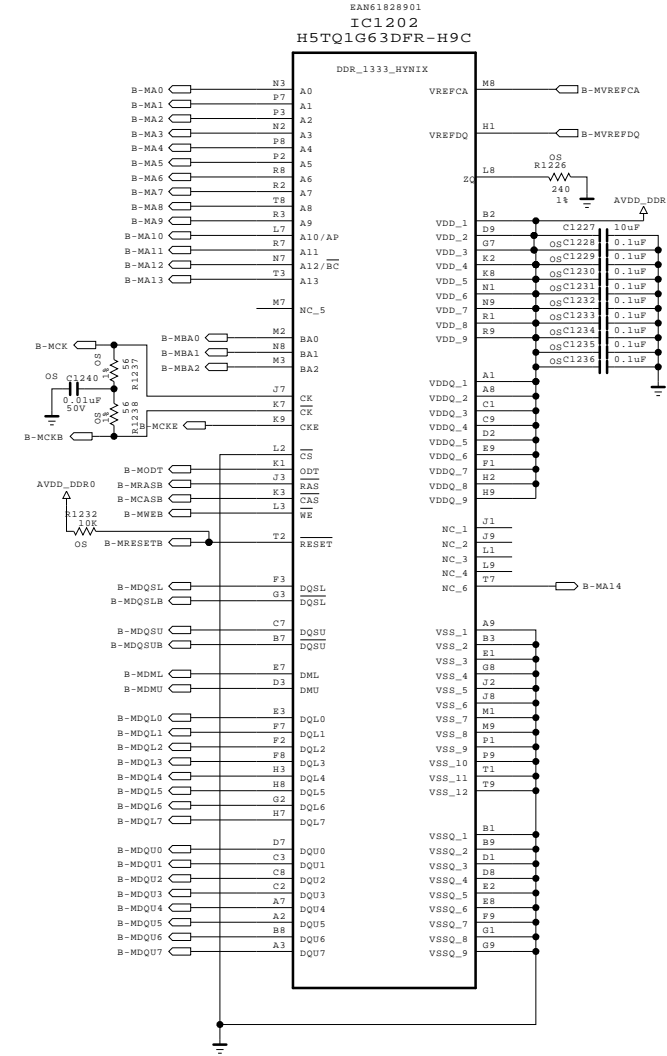 EAN61828901
IC1202
H5TQ1G63DFR-H9C
DDR_1333_HYNIX
B-MA0 N3 A0
B-MA1 P7 A1
B-MA2 P3 A2
B-MA3 N2 A3
B-MA4 P8 A4
B-MA5 P2 A5
B-MA6 R8 A6
B-MA7 R2 A7
B-MA8 T8 A8
B-MA9 R3 A9
B-MA10 L7 A10/AP
B-MA11 R7 A11
B-MA12 N7 A12/BC
B-MA13 T3 A13
M7 NC_5
B-MBA0 M2 BA0
B-MBA1 N8 BA1
B-MBA2 M3 BA2
B-MCK J7 CK
K7 CK
B-MCKB
B-MCKE K9 CKE
OS 1% 56 R1237
OS C1240
0.01uF
50V
OS 1% 56 R1238
L2 CS
B-MODT K1 ODT
B-MRASB J3 RAS
B-MCASB K3 CAS
B-MWEB L3 WE
AVDD_DDR0
R1232
10K
OS
B-MRESETB T2 RESET
B-MDQSL F3 DQSL
B-MDQSLB G3 DQSL
B-MDQSU C7 DQSU
B-MDQSUB B7 DQSU
B-MDML E7 DML
B-MDMU D3 DMU
B-MDQL0 E3 DQL0
B-MDQL1 F7 DQL1
B-MDQL2 F2 DQL2
B-MDQL3 F8 DQL3
B-MDQL4 H3 DQL4
B-MDQL5 H8 DQL5
B-MDQL6 G2 DQL6
B-MDQL7 H7 DQL7
B-MDQU0 D7 DQU0
B-MDQU1 C3 DQU1
B-MDQU2 C8 DQU2
B-MDQU3 C2 DQU3
B-MDQU4 A7 DQU4
B-MDQU5 A2 DQU5
B-MDQU6 B8 DQU6
B-MDQU7 A3 DQU7
VREFCA M8 B-MVREFCA
VREFDQ H1 B-MVREFDQ
ZQ L8
OS
R1226
240
1%
AVDD_DDR
VDD_1 B2
VDD_2 D9 C1227 10uF
VDD_3 G7 OS C1228 0.1uF
VDD_4 K2 OS C1229 0.1uF
VDD_5 K8 OS C1230 0.1uF
VDD_6 N1 OS C1231 0.1uF
VDD_7 N9 OS C1232 0.1uF
VDD_8 R1 OS C1233 0.1uF
VDD_9 R9 OS C1234 0.1uF
OS C1235 0.1uF
OS C1236 0.1uF
VDDQ_1 A1
VDDQ_2 A8
VDDQ_3 C1
VDDQ_4 C9
VDDQ_5 D2
VDDQ_6 E9
VDDQ_7 F1
VDDQ_8 H2
VDDQ_9 H9
NC_1 J1
NC_2 J9
NC_3 L1
NC_4 L9
NC_6 T7 B-MA14
VSS_1 A9
VSS_2 B3
VSS_3 E1
VSS_4 G8
VSS_5 J2
VSS_6 J8
VSS_7 M1
VSS_8 M9
VSS_9 P1
VSS_10 P9
VSS_11 T1
VSS_12 T9
VSSQ_1 B1
VSSQ_2 B9
VSSQ_3 D1
VSSQ_4 D8
VSSQ_5 E2
VSSQ_6 E8
VSSQ_7 F9
VSSQ_8 G1
VSSQ_9 G9